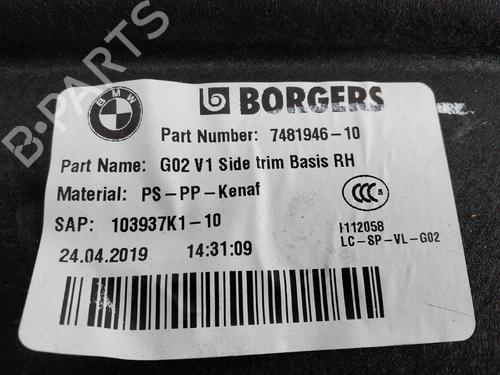 BMW BORGERS
Part Number: 7481946-10
Part Name: G02 V1 Side trim Basis RH
Material: PS-PP-Kenaf
SAP: 103937K1-10
CCC S
I112058
24.04.2019 14:31:09
LC-SP-VL-G02
B-PARTS